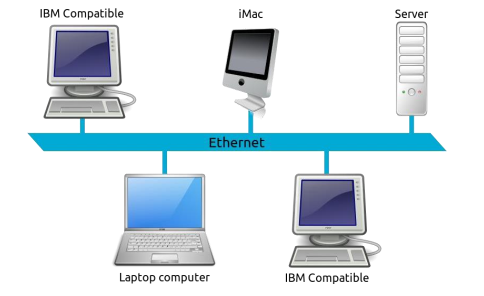 IBM Compatible
iMac
Server
Ethernet
Laptop computer
IBM Compatible